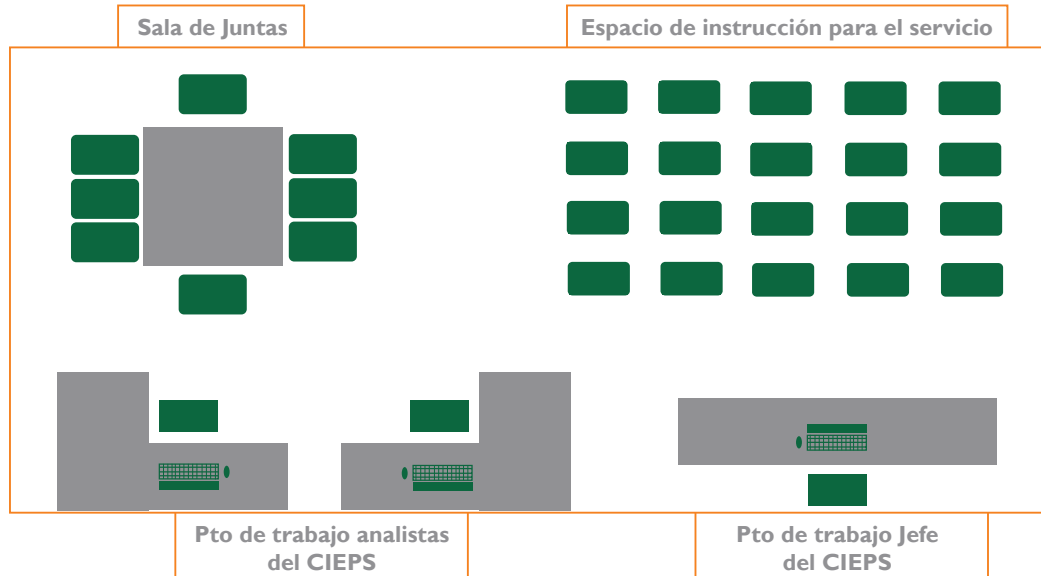 Sala de Juntas
Espacio de instrucción para el servicio
Pto de trabajo analistas
del CIEPS
Pto de trabajo Jefe
del CIEPS